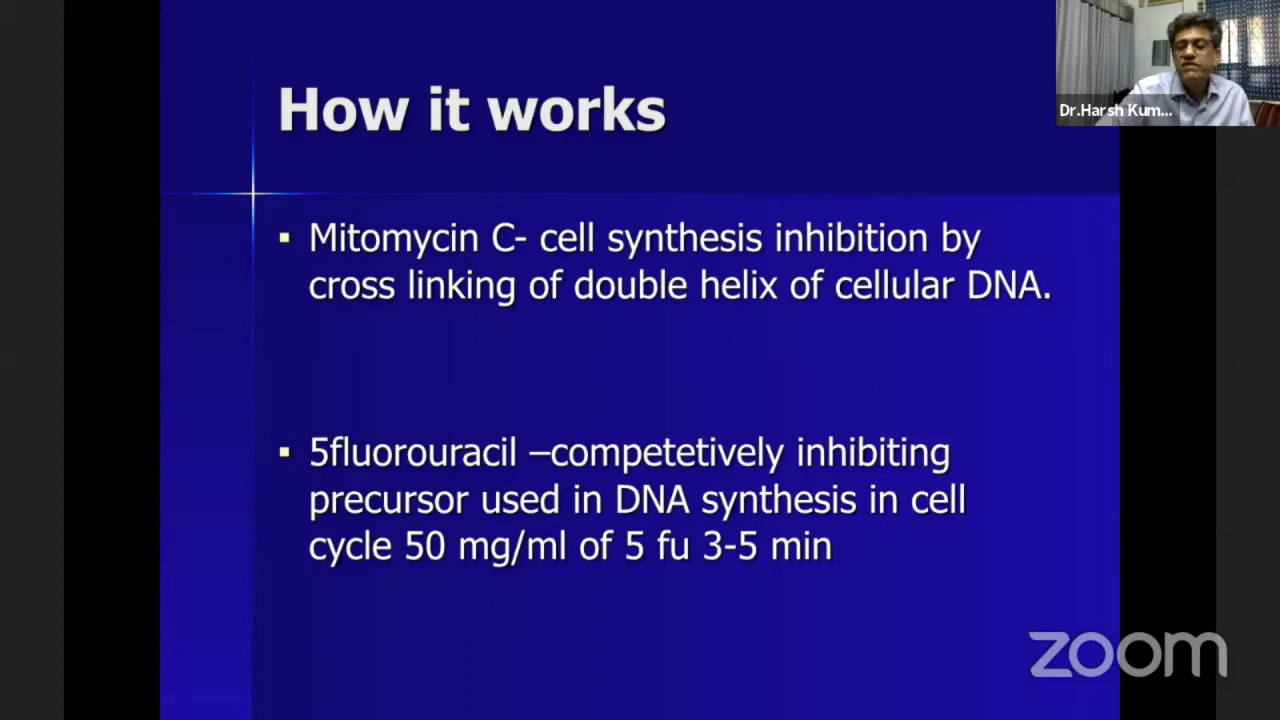 How it works
Dr.Harsh Kum...
▪ Mitomycin C- cell synthesis inhibition by
cross linking of double helix of cellular DNA.
▪ 5fluorouracil –competetively inhibiting
precursor used in DNA synthesis in cell
cycle 50 mg/ml of 5 fu 3-5 min
zoom